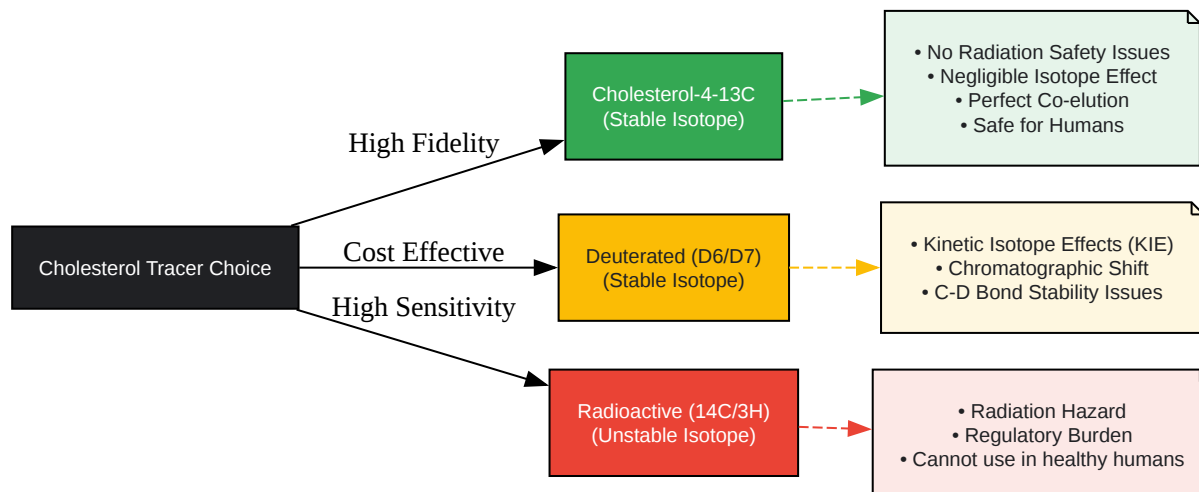 Cholesterol Tracer Choice
High Fidelity
Cholesterol-4-13C
(Stable Isotope)
• No Radiation Safety Issues
• Negligible Isotope Effect
• Perfect Co-elution
• Safe for Humans
Cost Effective
Deuterated (D6/D7)
(Stable Isotope)
• Kinetic Isotope Effects (KIE)
• Chromatographic Shift
• C-D Bond Stability Issues
High Sensitivity
Radioactive (14C/3H)
(Unstable Isotope)
• Radiation Hazard
• Regulatory Burden
• Cannot use in healthy humans